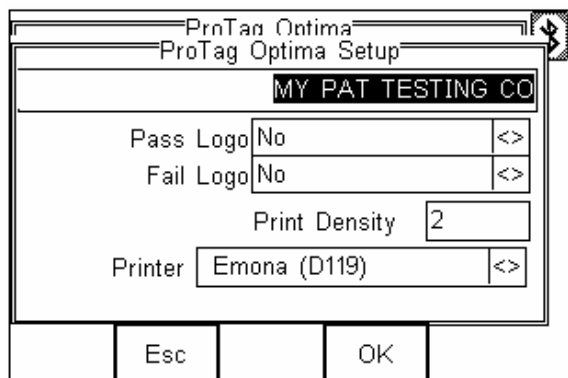 ProTag Optima
ProTag Optima Setup
MY PAT TESTING CO
Pass Logo No <>
Fail Logo No <>
Print Density 2
Printer Emona (D119) <>
Esc OK